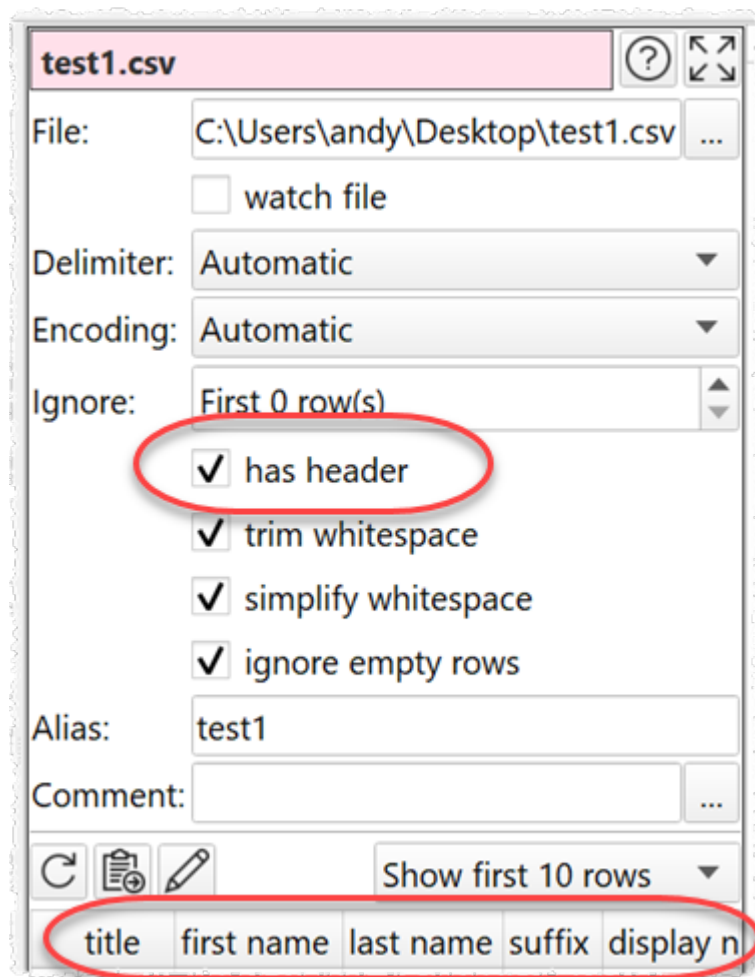 test1.csv
File: C:\Users\andy\Desktop\test1.csv ...
watch file
Delimiter: Automatic
Encoding: Automatic
Ignore: First 0 row(s)
has header
trim whitespace
simplify whitespace
ignore empty rows
Alias: test1
Comment: ...
Show first 10 rows
title first name last name suffix display n